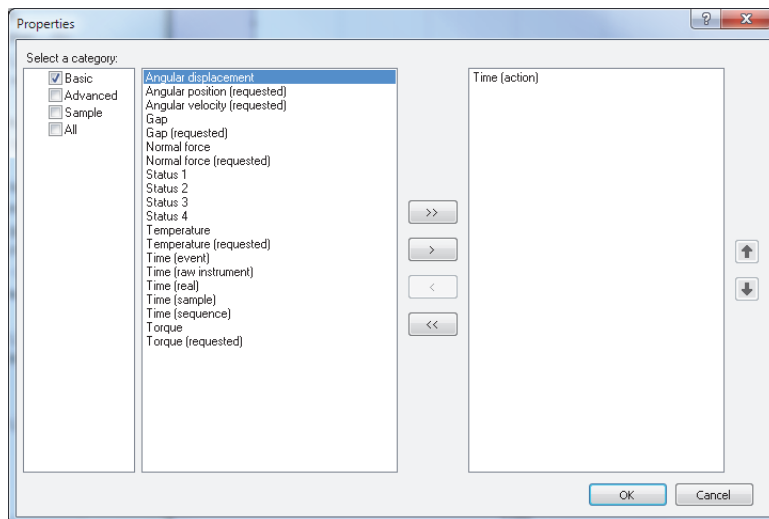 Properties
?
Select a category:
Basic
Advanced
Sample
All
Angular displacement
Angular position (requested)
Angular velocity (requested)
Gap
Gap (requested)
Normal force
Normal force (requested)
Status 1
Status 2
Status 3
Status 4
Temperature
Temperature (requested)
Time (event)
Time (raw instrument)
Time (real)
Time (sample)
Time (sequence)
Torque
Torque (requested)
>>
>
<
<<
Time (action)
OK
Cancel